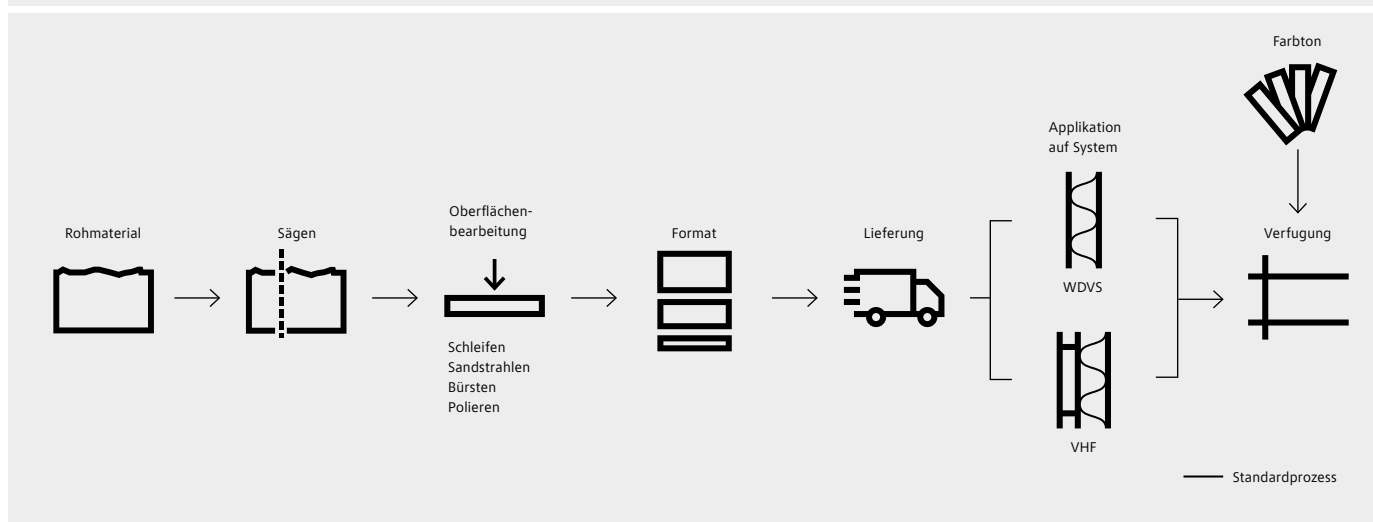 Rohmaterial
Sägen
Oberflächen-
bearbeitung
Schleifen
Sandstrahlen
Bürsten
Polieren
Format
Lieferung
Applikation
auf System
WDVS
VHF
Farbton
Verfugung
Standardprozess